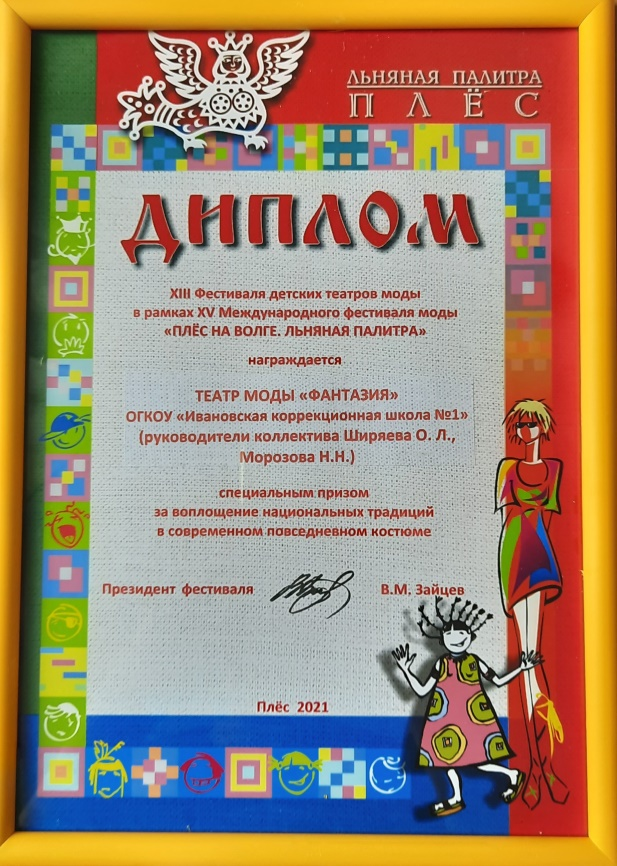 ЛЬНЯНАЯ ПАЛИТРА
ПЛЁС
ДИПЛОМ
XIII Фестиваля детских театров моды
в рамках XV Международного фестиваля моды
«ПЛЁС НА ВОЛГЕ. ЛЬНЯНАЯ ПАЛИТРА»
награждается
ТЕАТР МОДЫ «ФАНТАЗИЯ»
ОГКОУ «Ивановская коррекционная школа №1»
(руководители коллектива Ширяева О. Л.,
Морозова Н.Н.)
специальным призом
за воплощение национальных традиций
в современном повседневном костюме
Президент фестиваля В.М. Зайцев
Плёс 2021